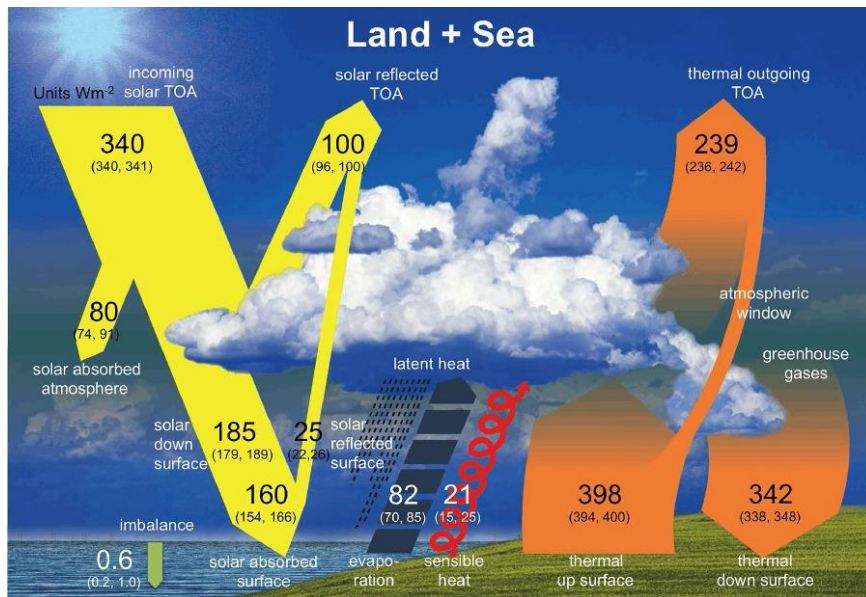 Land + Sea
Units Wm-2
incoming
solar TOA
solar reflected
TOA
thermal outgoing
TOA
340
(340, 341)
100
(96, 100)
239
(236, 242)
80
(74, 91)
solar absorbed
atmosphere
atmospheric
window
greenhouse
gases
latent heat
solar
down
surface
185
(179, 189)
25
(22,26)
solar
reflected
surface
160
(154, 166)
82
(70, 85)
21
(15, 25)
398
(394, 400)
342
(338, 348)
imbalance
0.6
(0.2, 1.0)
solar absorbed
surface
evapo-
ration
sensible
heat
thermal
up surface
thermal
down surface